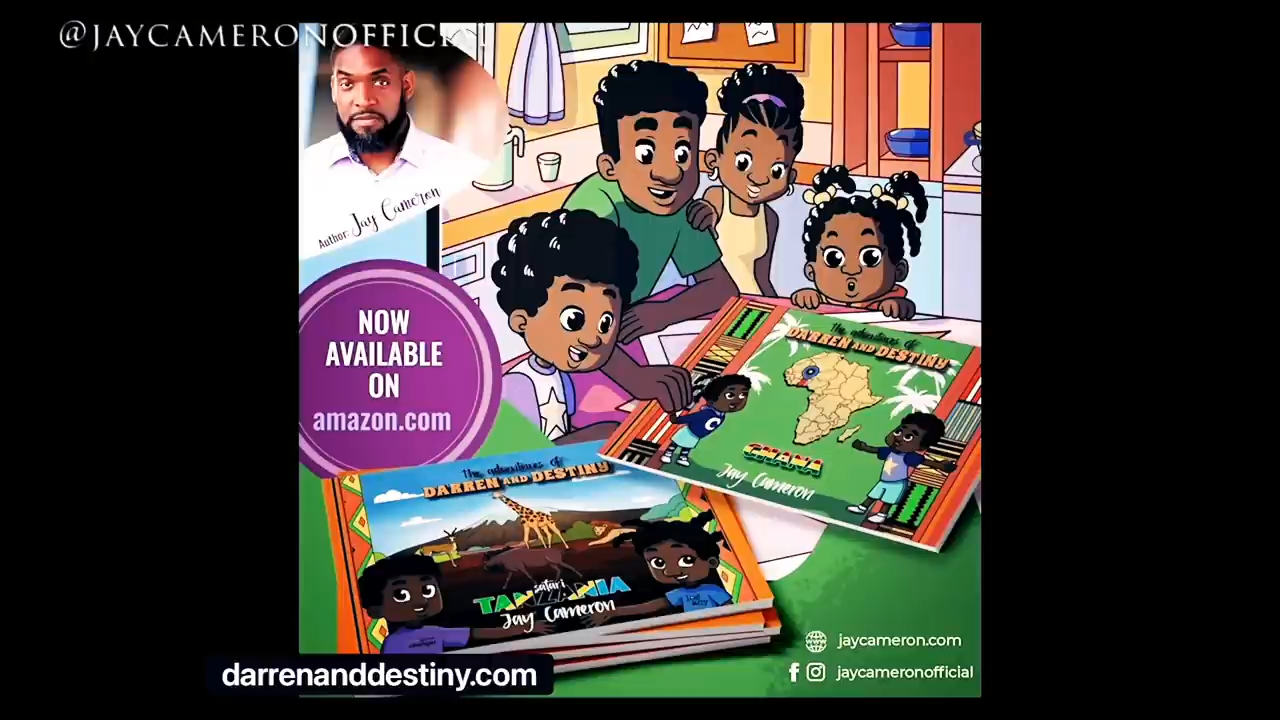 @JAYCAMERONOFFICIAL
Author: Jay Cameron
NOW
AVAILABLE
ON
amazon.com
the adventures of
DARREN AND DESTINY
GHANA
Jay Cameron
the adventures of
DARREN AND DESTINY
safari
TANZANIA
Jay Cameron
jaycameron.com
jaycameronofficial
darrenanddestiny.com